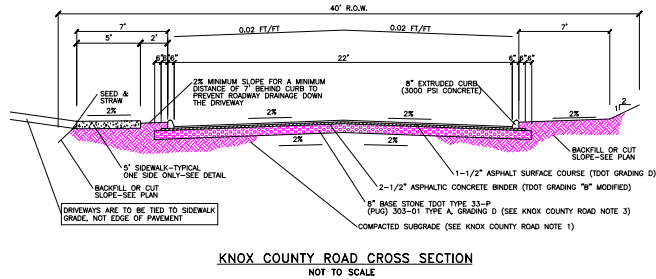 40' R.O.W.
7'
0.02 FT/FT
0.02 FT/FT
7'
5'
2'
6"
6"
6"
22'
6"
6"
6"
SEED &
STRAW
2% MINIMUM SLOPE FOR A MINIMUM
DISTANCE OF 7' BEHIND CURB TO
PREVENT ROADWAY DRAINAGE DOWN
THE DRIVEWAY
8" EXTRUDED CURB
(3000 PSI CONCRETE)
2
1
2%
2%
2%
2%
2%
2%
BACKFILL OR CUT
SLOPE-SEE PLAN
5' SIDEWALK-TYPICAL
ONE SIDE ONLY-SEE DETAIL
1-1/2" ASPHALT SURFACE COURSE (TDOT GRADING D)
BACKFILL OR CUT
SLOPE-SEE PLAN
2-1/2" ASPHALTIC CONCRETE BINDER (TDOT GRADING "B" MODIFIED)
8" BASE STONE TDOT TYPE 33-P
(PUG) 303-01 TYPE A, GRADING D (SEE KNOX COUNTY ROAD NOTE 3)
DRIVEWAYS ARE TO BE TIED TO SIDEWALK
GRADE, NOT EDGE OF PAVEMENT
COMPACTED SUBGRADE (SEE KNOX COUNTY ROAD NOTE 1)
KNOX COUNTY ROAD CROSS SECTION
NOT TO SCALE